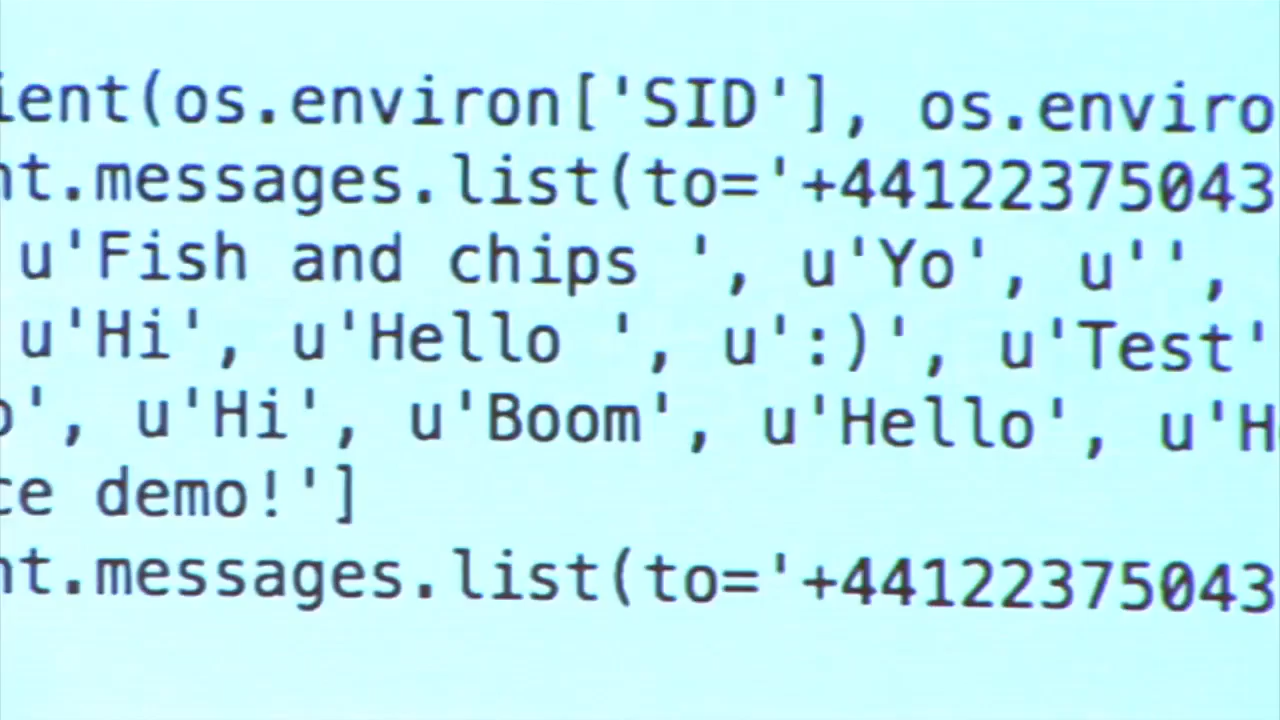 ient(os.environ['SID'], os.enviro
nt.messages.list(to='+44122375043
u'Fish and chips ', u'Yo', u'',
u'Hi', u'Hello ', u':)', u'Test'
o', u'Hi', u'Boom', u'Hello', u'H
ce demo!']
nt.messages.list(to='+44122375043